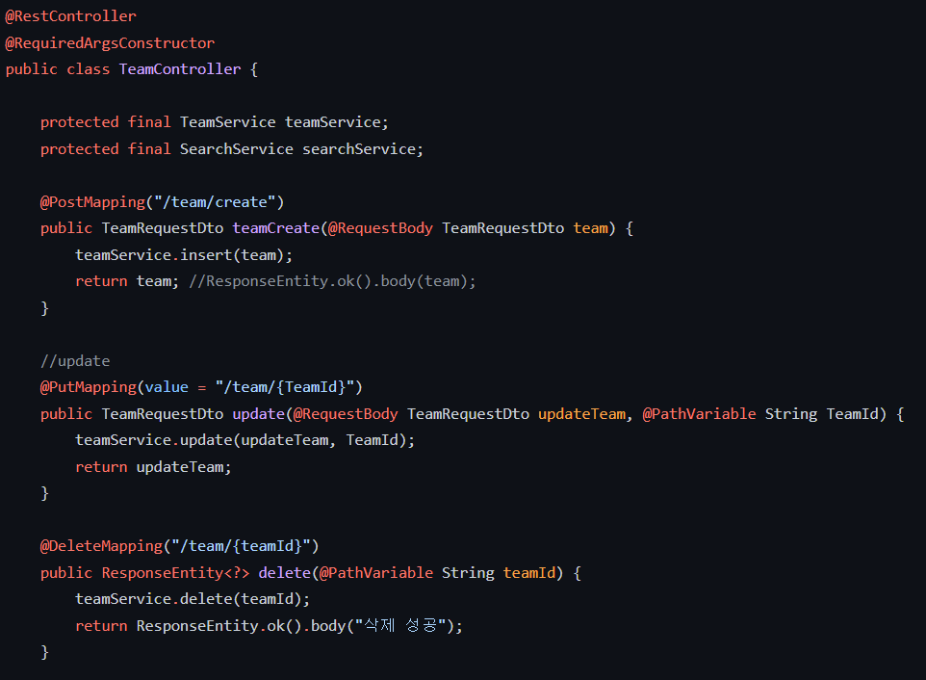 @RestController
@RequiredArgsConstructor
public class TeamController {
protected final TeamService teamService;
protected final SearchService searchService;
@PostMapping("/team/create")
public TeamRequestDto teamCreate(@RequestBody TeamRequestDto team) {
teamService.insert(team);
return team; //ResponseEntity.ok().body(team);
}
//update
@PutMapping(value = "/team/{TeamId}")
public TeamRequestDto update(@RequestBody TeamRequestDto updateTeam, @PathVariable String TeamId) {
teamService.update(updateTeam, TeamId);
return updateTeam;
}
@DeleteMapping("/team/{teamId}")
public ResponseEntity<?> delete(@PathVariable String teamId) {
teamService.delete(teamId);
return ResponseEntity.ok().body("삭제 성공");
}